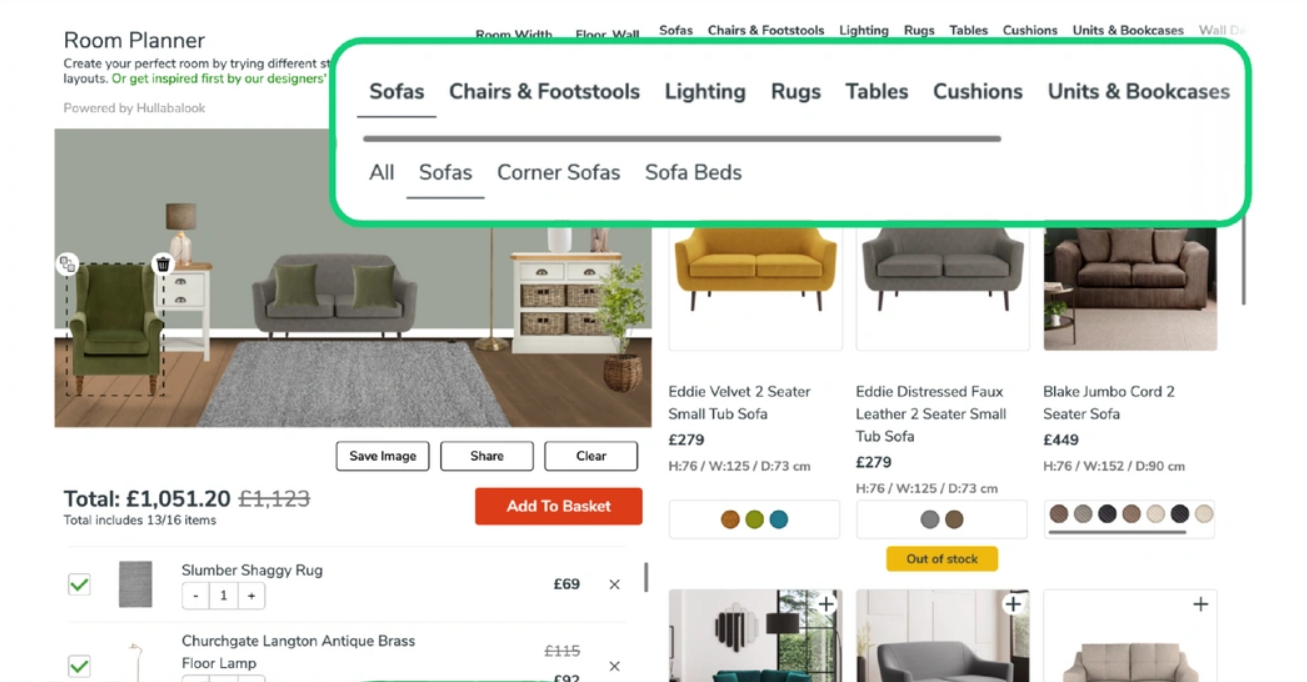 Room Planner
Create your perfect room by trying different
layouts. Or get inspired first by our designers'
Powered by Hullabalook
Room Width Floor Wall
Sofas Chairs & Footstools Lighting Rugs Tables Cushions Units & Bookcases Wall
Sofas Chairs & Footstools Lighting Rugs Tables Cushions Units & Bookcases
All Sofas Corner Sofas Sofa Beds
Save Image Share Clear
Total: £1,051.20 £1,123
Total includes 13/16 items
Add To Basket
Slumber Shaggy Rug
- 1 +
£69 ×
Churchgate Langton Antique Brass
Floor Lamp
£115
£92 ×
Eddie Velvet 2 Seater
Small Tub Sofa
£279
H:76 / W:125 / D:73 cm
Eddie Distressed Faux
Leather 2 Seater Small
Tub Sofa
£279
H:76 / W:125 / D:73 cm
Out of stock
Blake Jumbo Cord 2
Seater Sofa
£449
H:76 / W:152 / D:90 cm